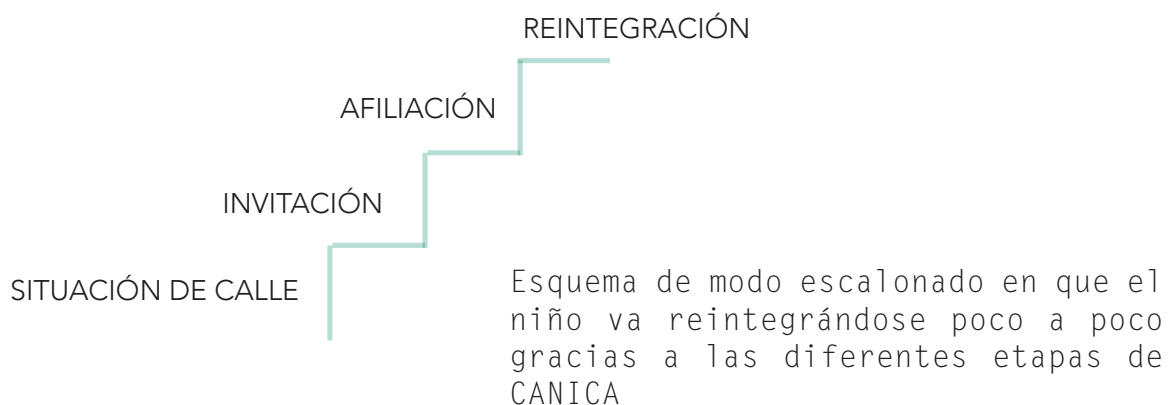 REINTEGRACIÓN
AFILIACIÓN
INVITACIÓN
SITUACIÓN DE CALLE
Esquema de modo escalonado en que el
niño va reintegrándose poco a poco
gracias a las diferentes etapas de
CANICA